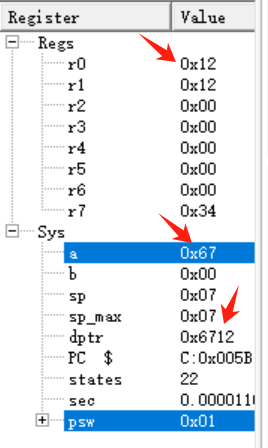 Register Value
Regs
r0 0x12
r1 0x12
r2 0x00
r3 0x00
r4 0x00
r5 0x00
r6 0x00
r7 0x34
Sys
a 0x67
b 0x00
sp 0x07
sp_max 0x07
dptr 0x6712
PC $ C:0x005B
states 22
sec 0.000011
psw 0x01